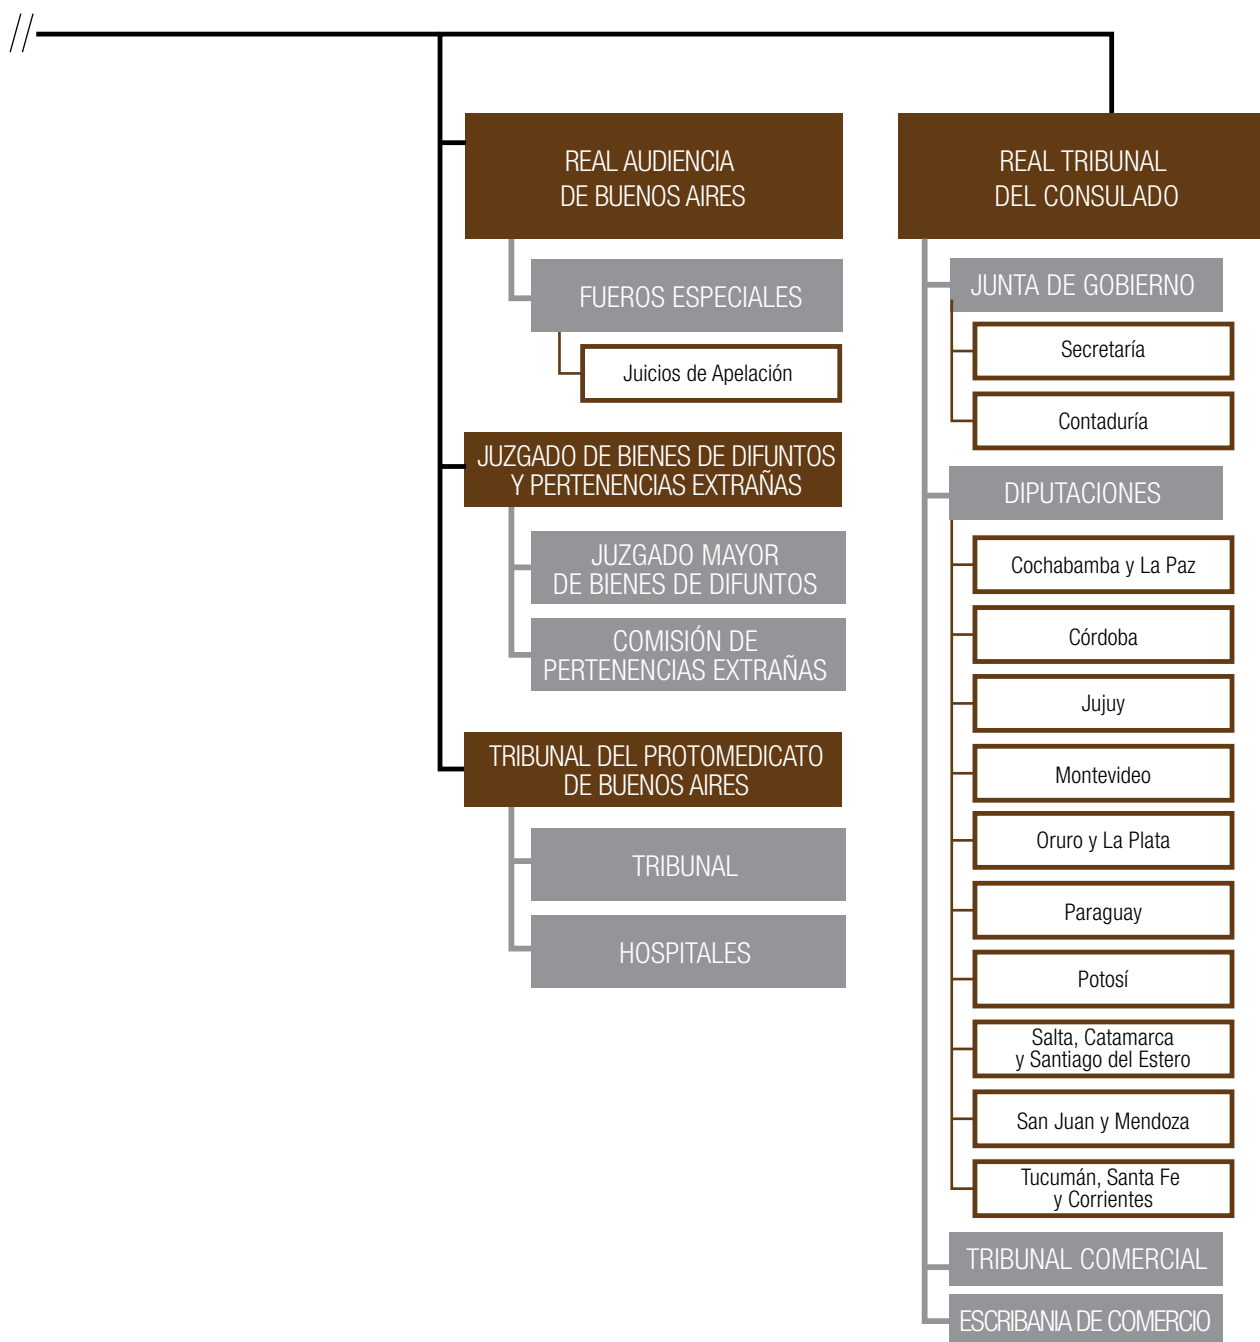 //
REAL AUDIENCIA
DE BUENOS AIRES
FUEROS ESPECIALES
Juicios de Apelación
JUZGADO DE BIENES DE DIFUNTOS
Y PERTENENCIAS EXTRAÑAS
JUZGADO MAYOR
DE BIENES DE DIFUNTOS
COMISIÓN DE
PERTENENCIAS EXTRAÑAS
TRIBUNAL DEL PROTOMEDICATO
DE BUENOS AIRES
TRIBUNAL
HOSPITALES
REAL TRIBUNAL
DEL CONSULADO
JUNTA DE GOBIERNO
Secretaría
Contaduría
DIPUTACIONES
Cochabamba y La Paz
Córdoba
Jujuy
Montevideo
Oruro y La Plata
Paraguay
Potosí
Salta, Catamarca
y Santiago del Estero
San Juan y Mendoza
Tucumán, Santa Fe
y Corrientes
TRIBUNAL COMERCIAL
ESCRIBANIA DE COMERCIO